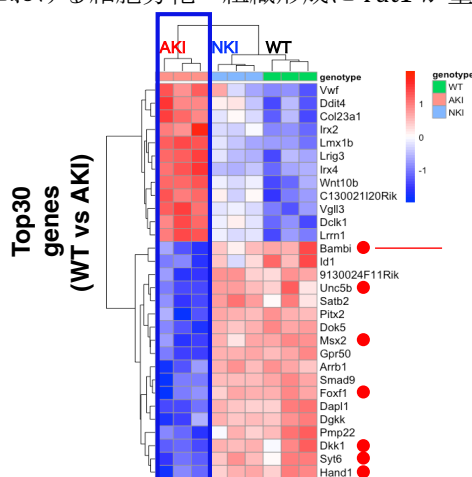 AKI NKI WT
genotype
Vwf
Ddit4
Col23a1
Irx2
Lmx1b
Lrig3
Irx4
Wnt10b
C130021I20Rik
Vgll3
Dclk1
Lrrn1
Bambi
Id1
9130024F11Rik
Unc5b
Satb2
Pitx2
Dok5
Msx2
Gpr50
Arrb1
Smad9
Foxf1
Dapl1
Dgkk
Pmp22
Dkk1
Syt6
Hand1
Top30
genes
(WT vs AKI)
1
0
-1
genotype
WT
AKI
NKI